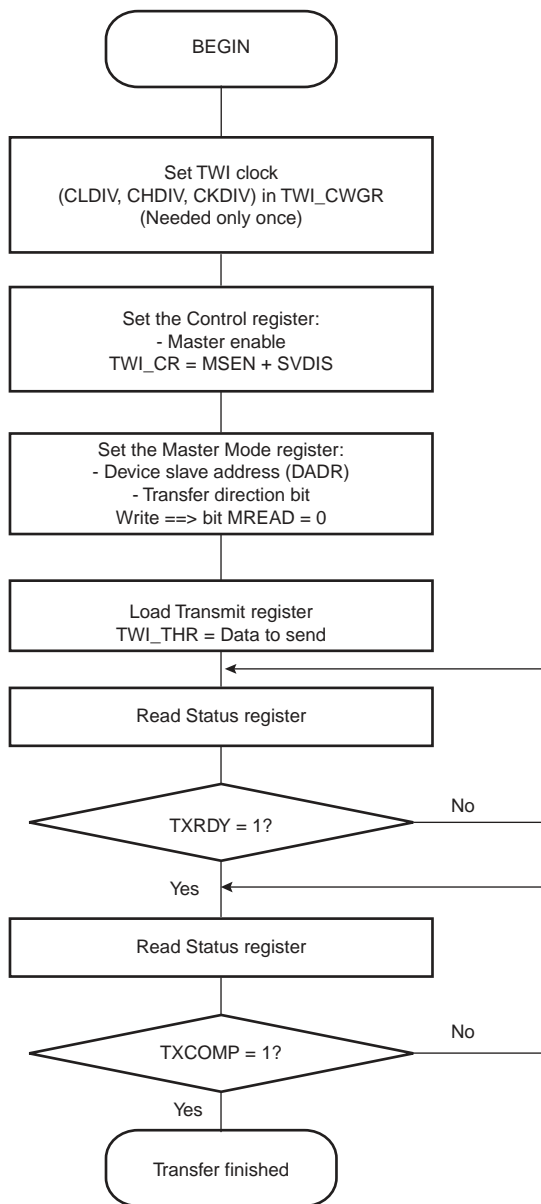 BEGIN
Set TWI clock
(CLDIV, CHDIV, CKDIV) in TWI_CWGR
(Needed only once)
Set the Control register:
- Master enable
TWI_CR = MSEN + SVDIS
Set the Master Mode register:
- Device slave address (DADR)
- Transfer direction bit
Write ==> bit MREAD = 0
Load Transmit register
TWI_THR = Data to send
Read Status register
TXRDY = 1?
No
Yes
Read Status register
TXCOMP = 1?
No
Yes
Transfer finished